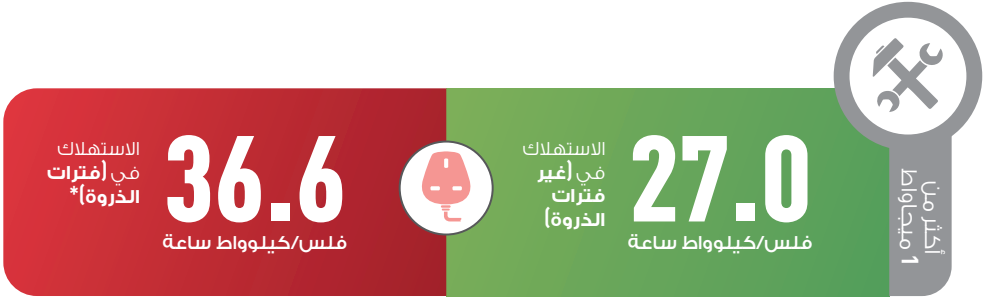 أكثر من
1 ميجاواط
27.0
فلس/كيلوواط ساعة
الاستهلاك
في (غير
فترات
الذروة)
36.6
فلس/كيلوواط ساعة
الاستهلاك
في (فترات
الذروة)*